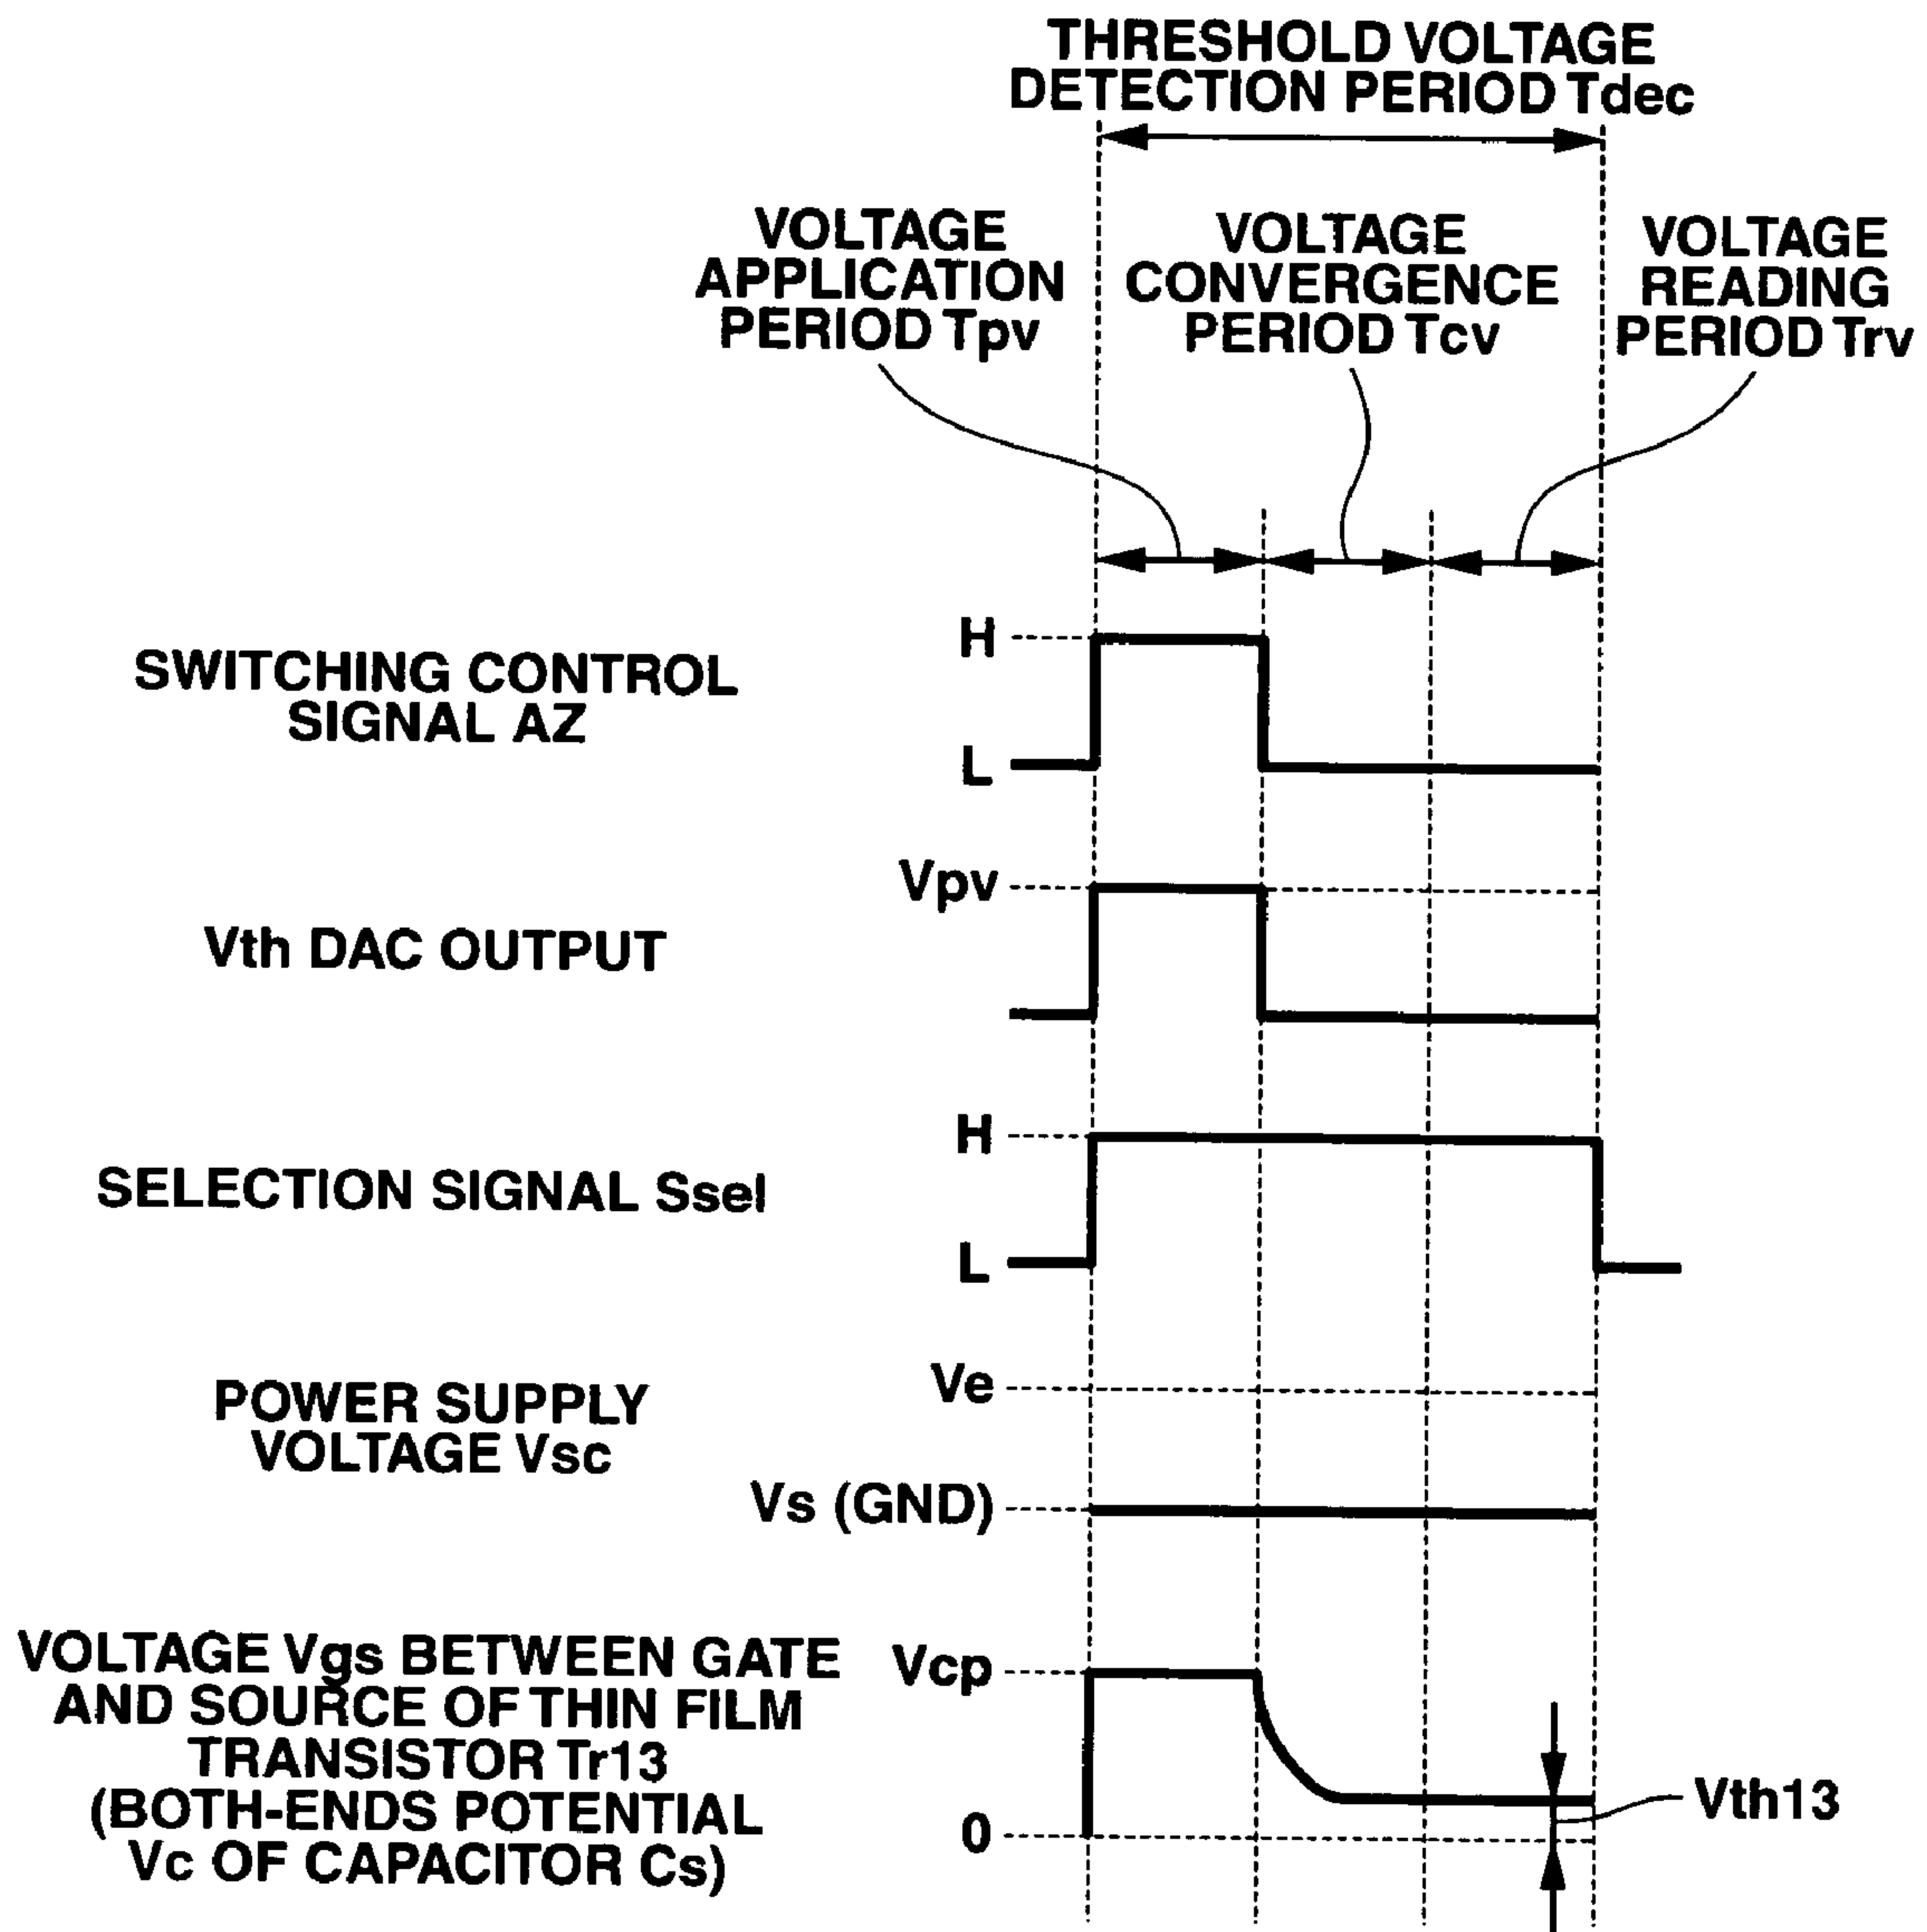 THRESHOLD VOLTAGE
DETECTION PERIOD Tdec
VOLTAGE
APPLICATION
PERIOD Tpv
VOLTAGE
CONVERGENCE
PERIOD Tcv
VOLTAGE
READING
PERIOD Trv
SWITCHING CONTROL
SIGNAL AZ
H
L
Vth DAC OUTPUT
Vpv
SELECTION SIGNAL Ssel
H
L
POWER SUPPLY
VOLTAGE Vsc
Ve
Vs (GND)
VOLTAGE Vgs BETWEEN GATE
AND SOURCE OF THIN FILM
TRANSISTOR Tr13
(BOTH-ENDS POTENTIAL
Vc OF CAPACITOR Cs)
Vcp
0
Vth13